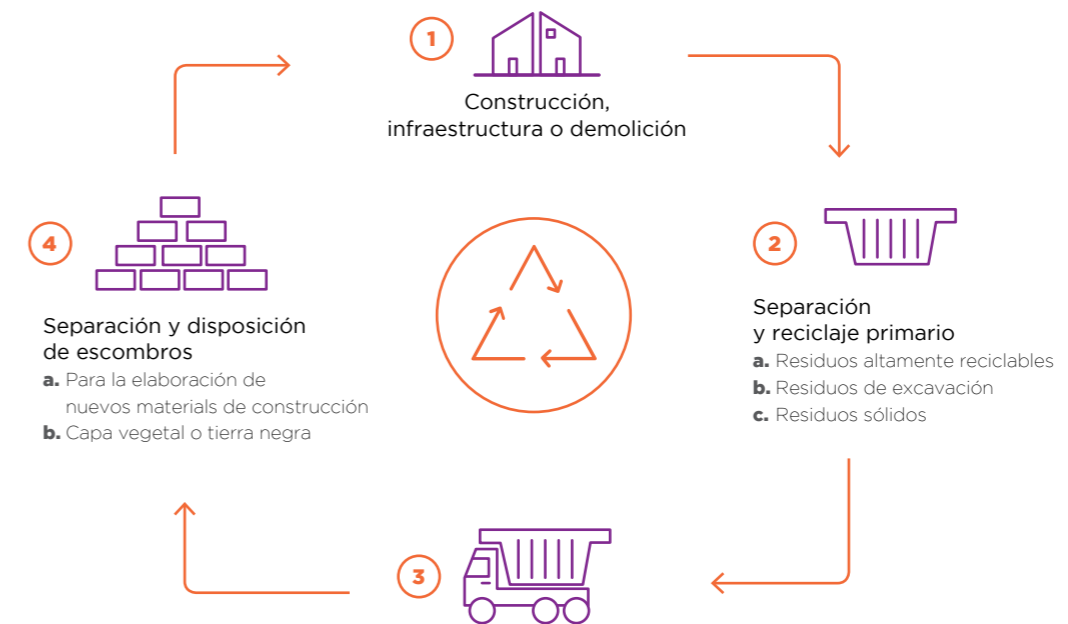 1
Construcción,
infraestructura o demolición
2
Separación
y reciclaje primario
a. Residuos altamente reciclables
b. Residuos de excavación
c. Residuos sólidos
3
4
Separación y disposición
de escombros
a. Para la elaboración de
nuevos materials de construcción
b. Capa vegetal o tierra negra